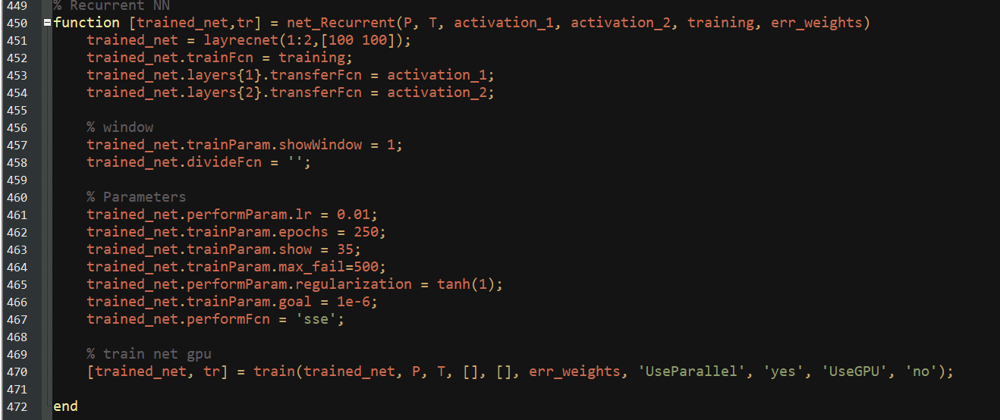 449 % Recurrent NN
450 function [trained_net,tr] = net_Recurrent(P, T, activation_1, activation_2, training, err_weights)
451 trained_net = layrecnet(1:2,[100 100]);
452 trained_net.trainFcn = training;
453 trained_net.layers{1}.transferFcn = activation_1;
454 trained_net.layers{2}.transferFcn = activation_2;
455
456 % window
457 trained_net.trainParam.showWindow = 1;
458 trained_net.divideFcn = '';
459
460 % Parameters
461 trained_net.performParam.lr = 0.01;
462 trained_net.trainParam.epochs = 250;
463 trained_net.trainParam.show = 35;
464 trained_net.trainParam.max_fail=500;
465 trained_net.performParam.regularization = tanh(1);
466 trained_net.trainParam.goal = 1e-6;
467 trained_net.performFcn = 'sse';
468
469 % train net gpu
470 [trained_net, tr] = train(trained_net, P, T, [], [], err_weights, 'UseParallel', 'yes', 'UseGPU', 'no');
471
472 end